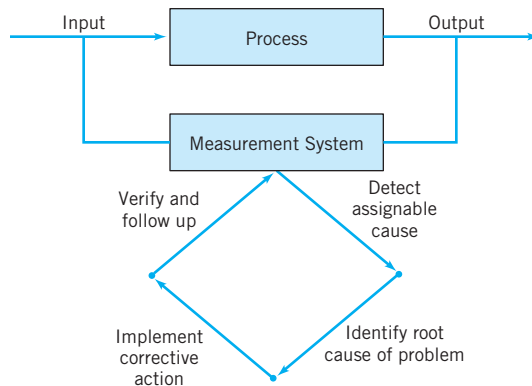 Input
Output
Process
Measurement System
Verify and
follow up
Detect
assignable
cause
Implement
corrective
action
Identify root
cause of problem